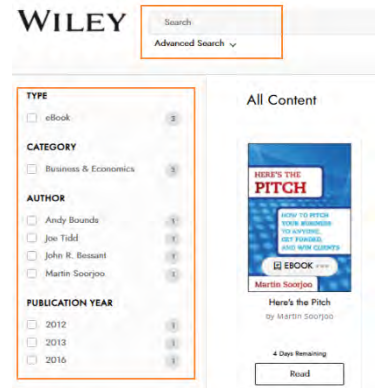 WILEY
Search
Advanced Search
TYPE
eBook 3
CATEGORY
Business & Economics 3
AUTHOR
Andy Bounds 1
Joe Tidd 1
John R. Bessant 1
Martin Soorjoo 1
PUBLICATION YEAR
2012 1
2013 1
2016 1
All Content
HERE'S THE
PITCH
HOW TO PITCH
YOUR BUSINESS
TO ANYONE,
GET FUNDED,
AND WIN CLIENTS
EBOOK
Martin Soorjoo
Here's the Pitch
by Martin Soorjoo
4 Days Remaining
Read